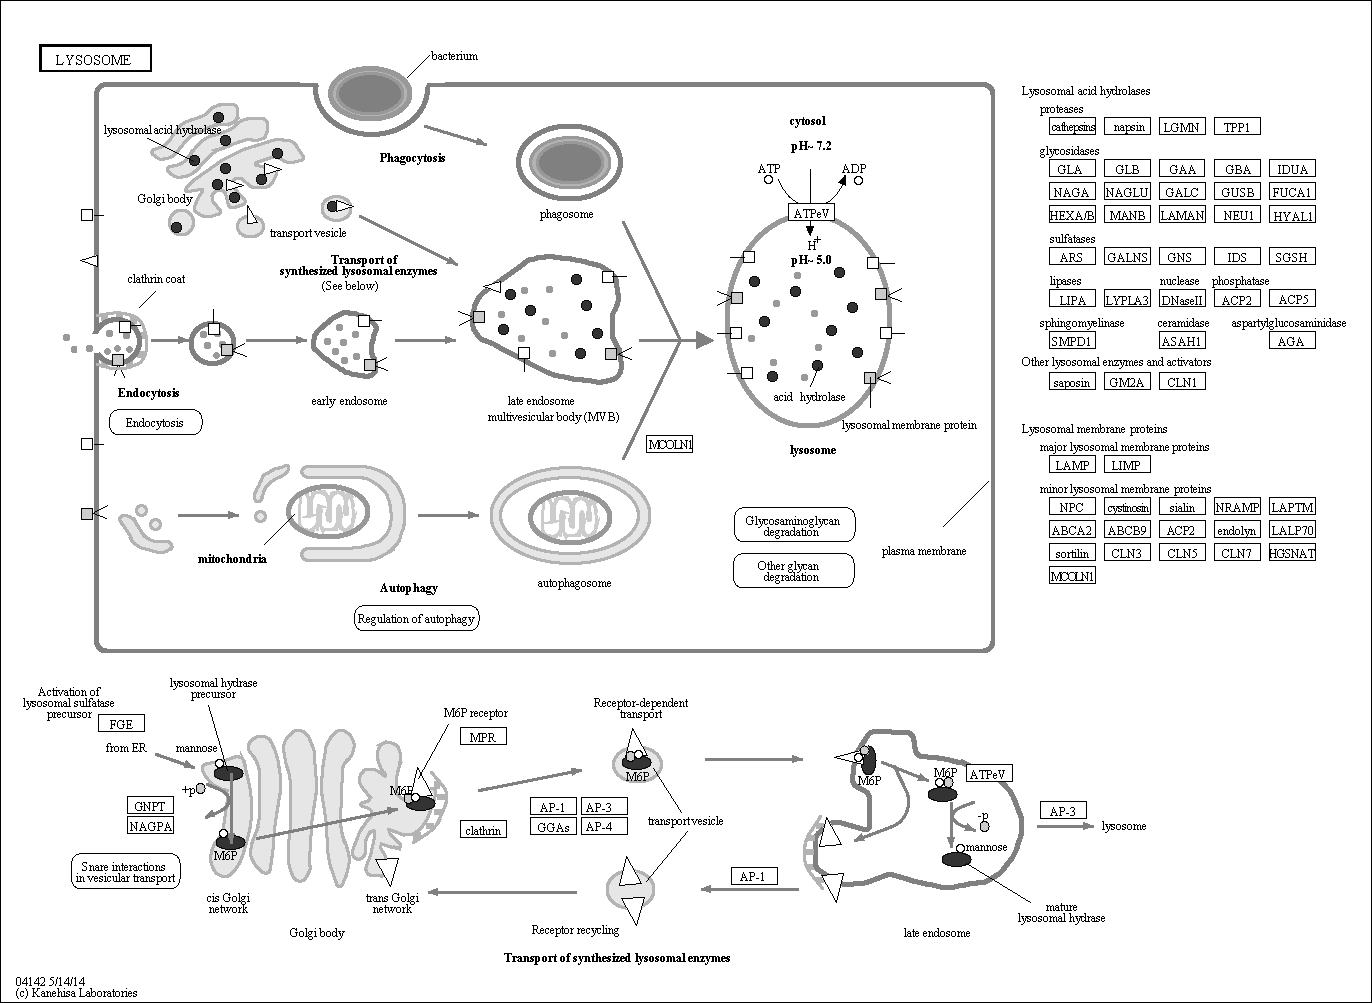 LYSOSOME
bacterium
lysosomal acid hydrolase
Phagocytosis
Golgi body
transport vesicle
phagosome
Transport of
synthesized lysosomal enzymes
(See below)
clathrin coat
Endocytosis
Endocytosis
early endosome
late endosome
multivesicular body (MVB)
cytosol
pH~ 7.2
ATP
ADP
ATPeV
H+
pH~ 5.0
acid hydrolase
lysosomal membrane protein
lysosome
MCOLN1
mitochondria
Autophagy
Regulation of autophagy
autophagosome
Glycosaminoglycan
degradation
Other glycan
degradation
plasma membrane
Lysosomal acid hydrolases
proteases
cathepsins napsin LGMN TPP1
glycosidases
GLA GLB GAA GBA IDUA
NAGA NAGLU GALC GUSB FUCA1
HEXA/B MANB LAMAN NEU1 HYAL1
sulfatases
ARS GALNS GNS IDS SGSH
lipases nuclease phosphatase
LIPA LYPLA3 DNaseII ACP2 ACP5
sphingomyelinase ceramidase aspartylglucosaminidase
SMPD1 ASAH1 AGA
Other lysosomal enzymes and activators
saposin GM2A CLN1
Lysosomal membrane proteins
major lysosomal membrane proteins
LAMP LIMP
minor lysosomal membrane proteins
NPC cystinosin sialin NRAMP LAPTM
ABCA2 ABCB9 ACP2 endolyn LALP70
sortilin CLN3 CLN5 CLN7 HGSNAT
MCOLN1
Activation of
lysosomal sulfatase
precursor
FGE
from ER
lysosomal hydrase
precursor
mannose
+p
GNPT
NAGPA
M6P
Snare interactions
in vesicular transport
cis Golgi
network
Golgi body
trans Golgi
network
M6P receptor
MPR
M6P
clathrin
AP-1 AP-3
GGAs AP-4
Receptor-dependent
transport
M6P
transport vesicle
Receptor recycling
AP-1
M6P
M6P
ATPeV
-p
mannose
AP-3
lysosome
mature
lysosomal hydrase
late endosome
Transport of synthesized lysosomal enzymes
04142 5/14/14
(c) Kanehisa Laboratories